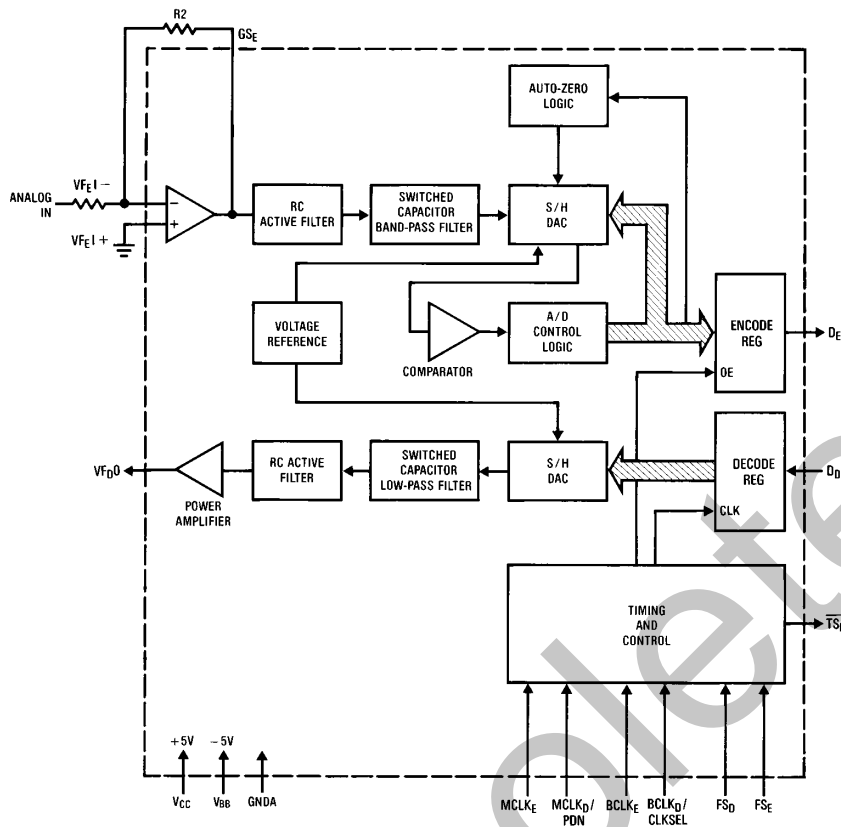 R2
GSE
AUTO-ZERO
LOGIC
ANALOG
IN
VFEI−
VFEI+
−
+
RC
ACTIVE FILTER
SWITCHED
CAPACITOR
BAND-PASS FILTER
S/H
DAC
VOLTAGE
REFERENCE
COMPARATOR
A/D
CONTROL
LOGIC
ENCODE
REG
OE
DE
VFDO
POWER
AMPLIFIER
RC ACTIVE
FILTER
SWITCHED
CAPACITOR
LOW-PASS FILTER
S/H
DAC
DECODE
REG
CLK
DD
TIMING
AND
CONTROL
+5V
−5V
VCC
VBB
GNDA
MCLKE
MCLKD/
PDN
BCLKE
BCLKD/
CLKSEL
FSD
FSE
olete